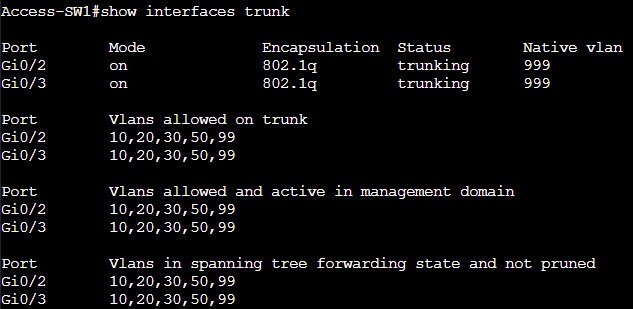 Access-SW1#show interfaces trunk
Port        Mode             Encapsulation  Status        Native vlan
Gi0/2       on               802.1q         trunking      999
Gi0/3       on               802.1q         trunking      999
Port        Vlans allowed on trunk
Gi0/2       10,20,30,50,99
Gi0/3       10,20,30,50,99
Port        Vlans allowed and active in management domain
Gi0/2       10,20,30,50,99
Gi0/3       10,20,30,50,99
Port        Vlans in spanning tree forwarding state and not pruned
Gi0/2       10,20,30,50,99
Gi0/3       10,20,30,50,99